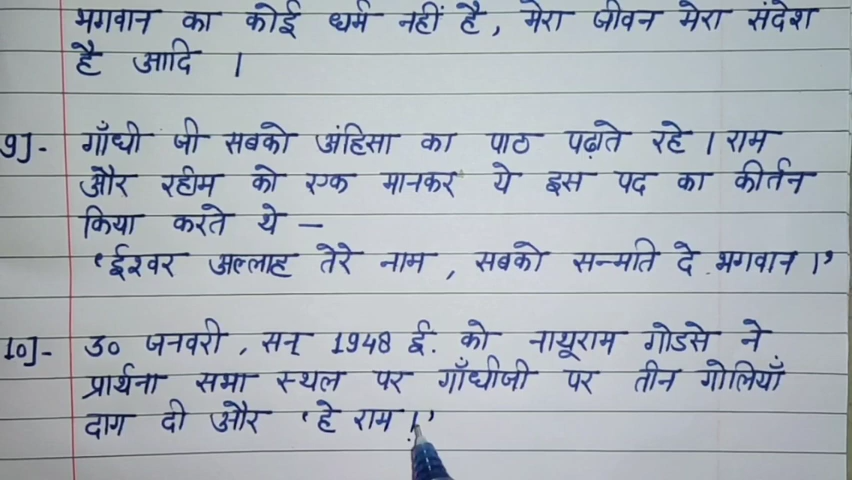 भगवान का कोई धर्म नहीं है, मेरा जीवन मेरा संदेश
है आदि ।
9]- गाँधी जी सबको अंहिसा का पाठ पढ़ाते रहे । राम
और रहीम को एक मानकर ये इस पद का कीर्तन
किया करते थे –
'ईश्वर अल्लाह तेरे नाम , सबको सन्मति दे भगवान ।'
10]- 30 जनवरी , सन् 1948 ई. को नाथूराम गोडसे ने
प्रार्थना सभा स्थल पर गाँधीजी पर तीन गोलियाँ
दाग दी और 'हे राम !'